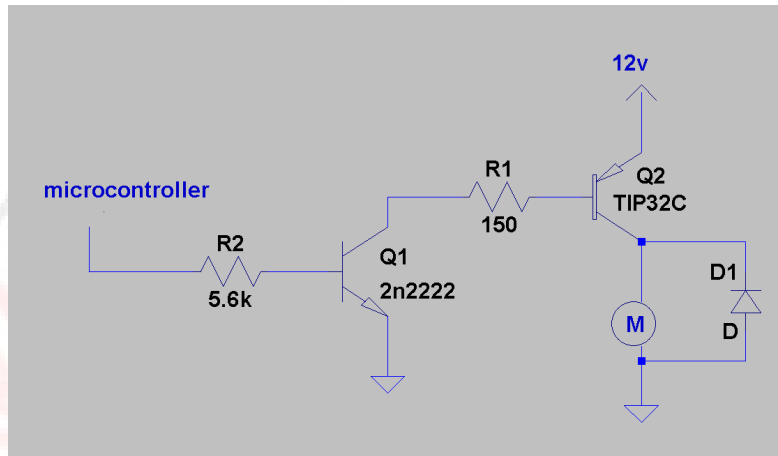 12v
R1
Q2
TIP32C
150
microcontroller
R2
5.6k
Q1
2n2222
D1
M
D